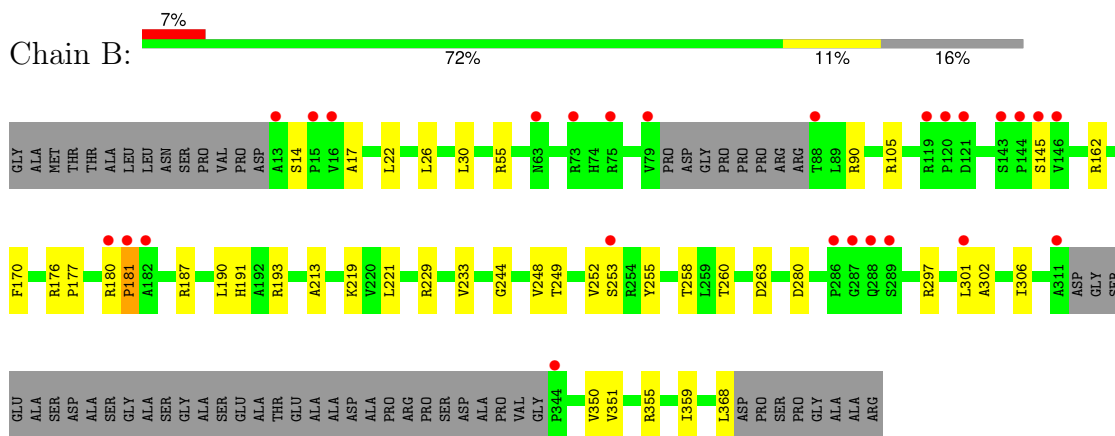 7%
Chain B:
72% 11% 16%
GLY ALA MET THR THR ALA LEU LEU ASN SER PRO VAL PRO ASP A13 S14 P15 V16 A17 L22 L26 L30 R55 N63 R73 H74 R75 V79 PRO ASP GLY PRO PRO PRO ARG ARG T88 L89 R90 R105 R119 P120 D121 S143 P144 S145 V146 R162
F170 R176 P177 R180 P181 A182 R187 L190 H191 A192 R193 A213 K219 V220 L221 R229 V233 G244 V248 T249 V252 S253 R254 Y255 T258 L259 T260 D263 D280 P286 G287 Q288 S289 R297 L301 A302 I306 A311 ASP GLY SER
GLU ALA SER ASP ALA SER GLY ALA SER GLY ALA SER GLU ALA THR GLU ALA ALA ASP ALA PRO ARG PRO SER ASP ALA PRO VAL GLY P344 V350 V351 R355 I359 L368 ASP PRO SER PRO GLY ALA ALA ARG